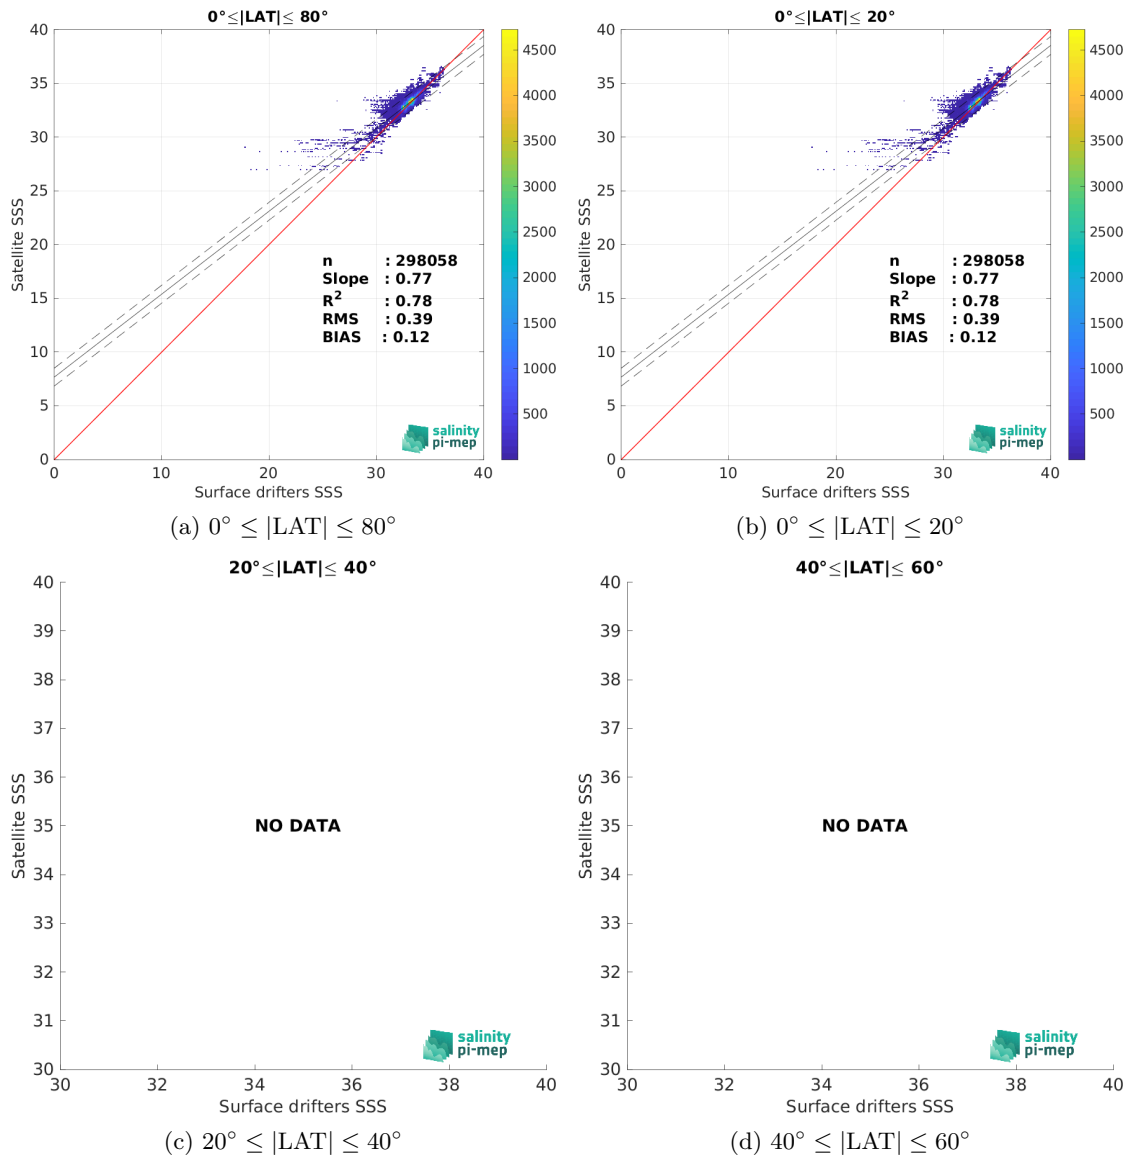 0°≤|LAT|≤ 80°
40
35
30
25
20
15
10
5
0
Satellite SSS
n : 298058
Slope : 0.77
R² : 0.78
RMS : 0.39
BIAS : 0.12
salinity
pi-mep
0 10 20 30 40
Surface drifters SSS
4500
4000
3500
3000
2500
2000
1500
1000
500
(a) 0° ≤ |LAT| ≤ 80°
0°≤|LAT|≤ 20°
40
35
30
25
20
15
10
5
0
Satellite SSS
n : 298058
Slope : 0.77
R² : 0.78
RMS : 0.39
BIAS : 0.12
salinity
pi-mep
0 10 20 30 40
Surface drifters SSS
4500
4000
3500
3000
2500
2000
1500
1000
500
(b) 0° ≤ |LAT| ≤ 20°
20°≤|LAT|≤ 40°
40
39
38
37
36
35
34
33
32
31
30
Satellite SSS
NO DATA
salinity
pi-mep
30 32 34 36 38 40
Surface drifters SSS
(c) 20° ≤ |LAT| ≤ 40°
40°≤|LAT|≤ 60°
40
39
38
37
36
35
34
33
32
31
30
Satellite SSS
NO DATA
salinity
pi-mep
30 32 34 36 38 40
Surface drifters SSS
(d) 40° ≤ |LAT| ≤ 60°